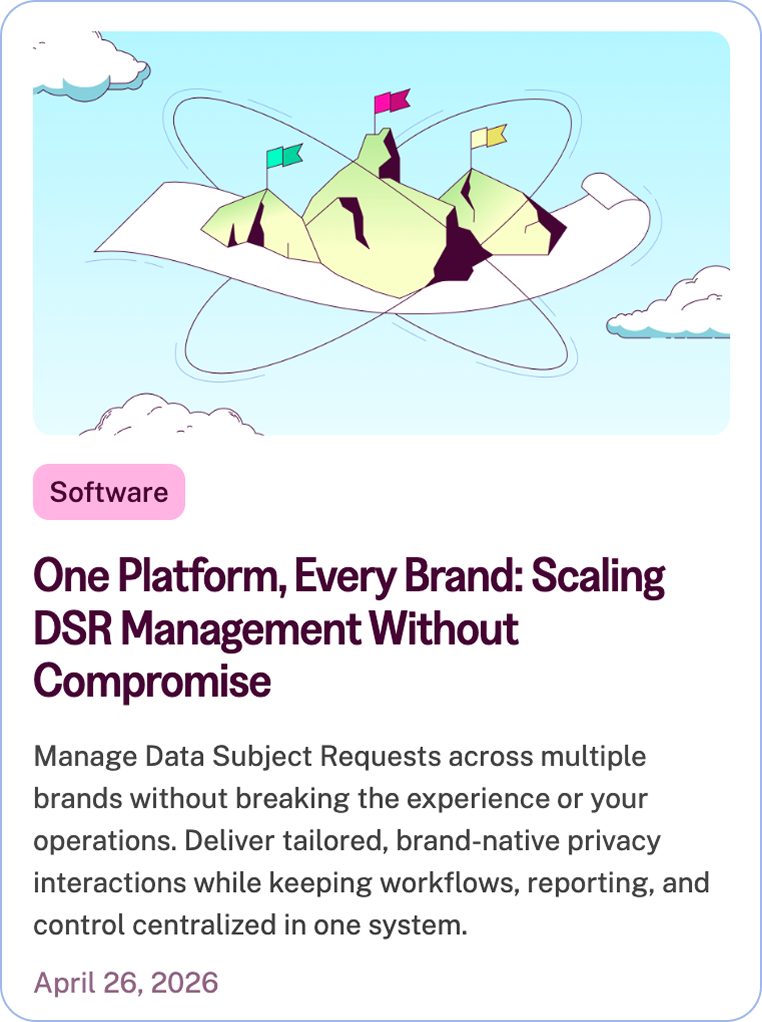 Software
One Platform, Every Brand: Scaling
DSR Management Without
Compromise
Manage Data Subject Requests across multiple
brands without breaking the experience or your
operations. Deliver tailored, brand-native privacy
interactions while keeping workflows, reporting, and
control centralized in one system.
April 26, 2026